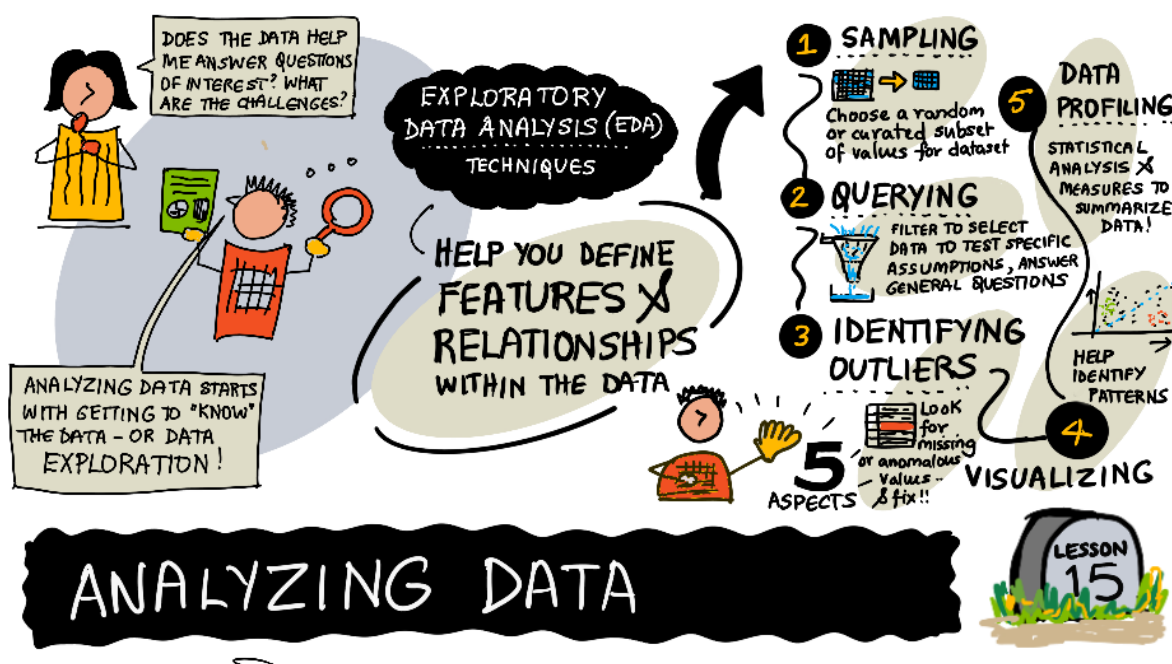 DOES THE DATA HELP
ME ANSWER QUESTIONS
OF INTEREST? WHAT
ARE THE CHALLENGES?
ANALYZING DATA STARTS
WITH GETTING TO "KNOW"
THE DATA - OR DATA
EXPLORATION!
EXPLORATORY
DATA ANALYSIS (EDA)
TECHNIQUES
HELP YOU DEFINE
FEATURES &
RELATIONSHIPS
WITHIN THE DATA
5
ASPECTS
1 SAMPLING
Choose a random
or curated subset
of values for dataset
2 QUERYING
FILTER TO SELECT
DATA TO TEST SPECIFIC
ASSUMPTIONS, ANSWER
GENERAL QUESTIONS
3 IDENTIFYING
OUTLIERS
LOOK
for
missing
or anomalous
values -
& fix!!
4
VISUALIZING
HELP
IDENTIFY
PATTERNS
5 DATA
PROFILING
STATISTICAL
ANALYSIS &
MEASURES TO
SUMMARIZE
DATA!
ANALYZING DATA
LESSON
15